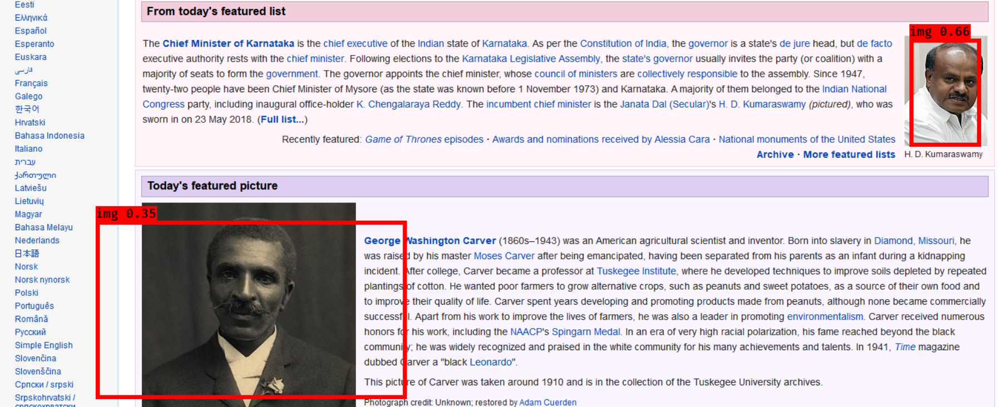 Eesti
Ελληνικά
Español
Esperanto
Euskara
فارسی
Français
Galego
한국어
Hrvatski
Bahasa Indonesia
Italiano
עברית
ქართული
Latviešu
Lietuvių
Magyar
Bahasa Melayu
Nederlands
日本語
Norsk
Norsk nynorsk
Polski
Português
Română
Русский
Simple English
Slovenčina
Slovenščina
Српски / srpski
Srpskohrvatski /
српскохрватски
From today's featured list
The Chief Minister of Karnataka is the chief executive of the Indian state of Karnataka. As per the Constitution of India, the governor is a state's de jure head, but de facto
executive authority rests with the chief minister. Following elections to the Karnataka Legislative Assembly, the state's governor usually invites the party (or coalition) with a
majority of seats to form the government. The governor appoints the chief minister, whose council of ministers are collectively responsible to the assembly. Since 1947,
twenty-two people have been Chief Minister of Mysore (as the state was known before 1 November 1973) and Karnataka. A majority of them belonged to the Indian National
Congress party, including inaugural office-holder K. Chengalaraya Reddy. The incumbent chief minister is the Janata Dal (Secular)'s H. D. Kumaraswamy (pictured), who was
sworn in on 23 May 2018. (Full list...)
img 0.66
H. D. Kumaraswamy
Recently featured: Game of Thrones episodes · Awards and nominations received by Alessia Cara · National monuments of the United States
Archive · More featured lists
Today's featured picture
img 0.35
George Washington Carver (1860s–1943) was an American agricultural scientist and inventor. Born into slavery in Diamond, Missouri, he
was raised by his master Moses Carver after being emancipated, having been separated from his parents as an infant during a kidnapping
incident. After college, Carver became a professor at Tuskegee Institute, where he developed techniques to improve soils depleted by repeated
plantings of cotton. He wanted poor farmers to grow alternative crops, such as peanuts and sweet potatoes, as a source of their own food and
to improve their quality of life. Carver spent years developing and promoting products made from peanuts, although none became commercially
successful. Apart from his work to improve the lives of farmers, he was also a leader in promoting environmentalism. Carver received numerous
honors for his work, including the NAACP's Spingarn Medal. In an era of very high racial polarization, his fame reached beyond the black
community; he was widely recognized and praised in the white community for his many achievements and talents. In 1941, Time magazine
dubbed Carver a "black Leonardo".
This picture of Carver was taken around 1910 and is in the collection of the Tuskegee University archives.
Photograph credit: Unknown; restored by Adam Cuerden